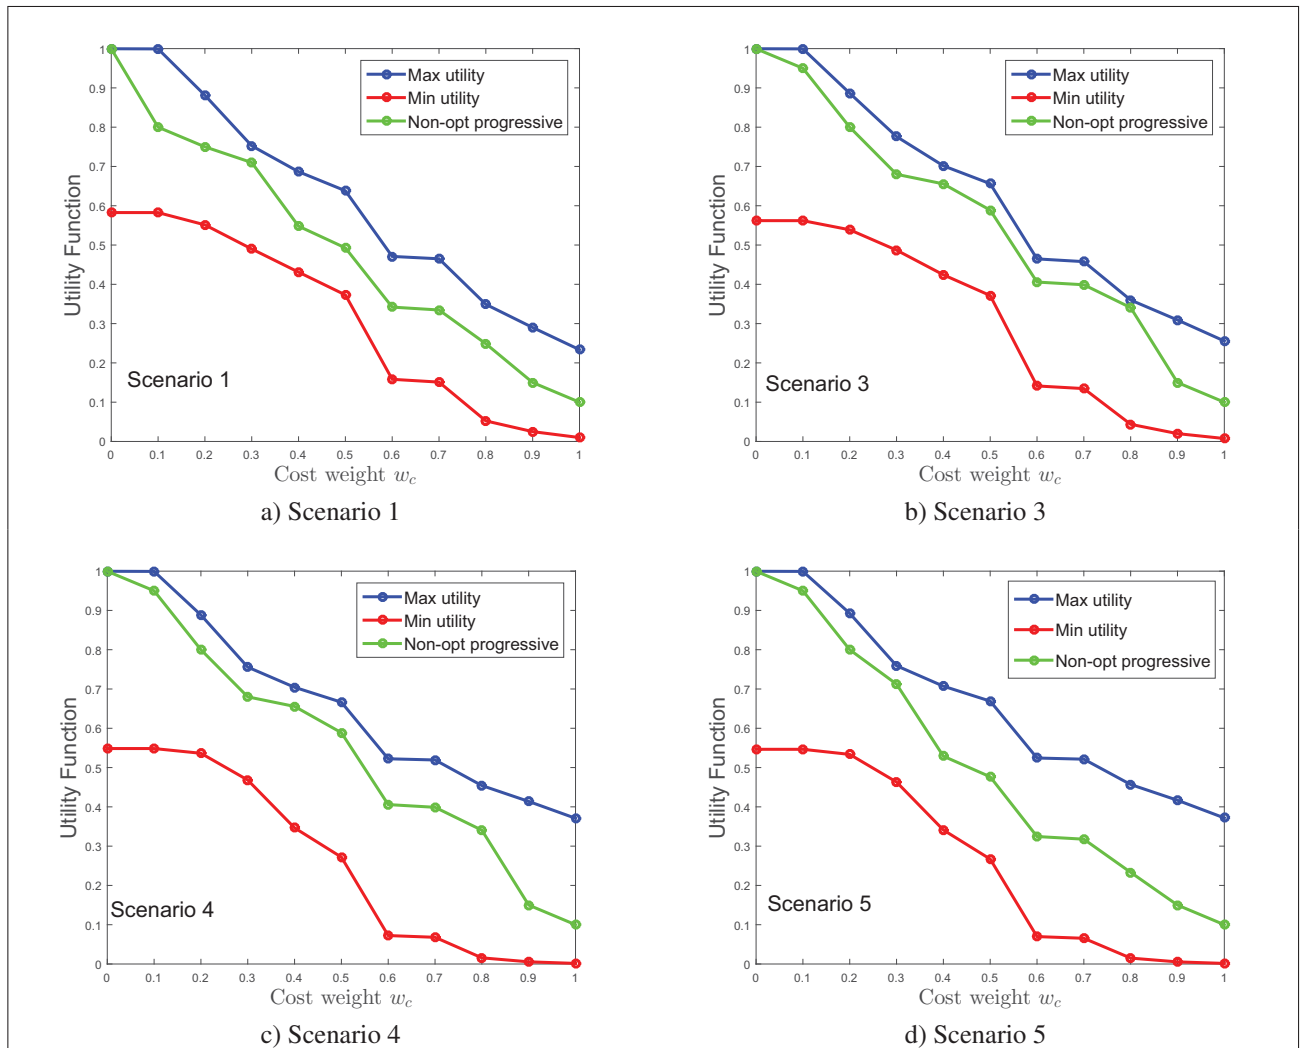 1
0.9
0.8
0.7
0.6
0.5
0.4
0.3
0.2
0.1
0
Utility Function
Max utility
Min utility
Non-opt progressive
Scenario 1
0 0.1 0.2 0.3 0.4 0.5 0.6 0.7 0.8 0.9 1
Cost weight w_c
a) Scenario 1
1
0.9
0.8
0.7
0.6
0.5
0.4
0.3
0.2
0.1
0
Utility Function
Max utility
Min utility
Non-opt progressive
Scenario 3
0 0.1 0.2 0.3 0.4 0.5 0.6 0.7 0.8 0.9 1
Cost weight w_c
b) Scenario 3
1
0.9
0.8
0.7
0.6
0.5
0.4
0.3
0.2
0.1
0
Utility Function
Max utility
Min utility
Non-opt progressive
Scenario 4
0 0.1 0.2 0.3 0.4 0.5 0.6 0.7 0.8 0.9 1
Cost weight w_c
c) Scenario 4
1
0.9
0.8
0.7
0.6
0.5
0.4
0.3
0.2
0.1
0
Utility Function
Max utility
Min utility
Non-opt progressive
Scenario 5
0 0.1 0.2 0.3 0.4 0.5 0.6 0.7 0.8 0.9 1
Cost weight w_c
d) Scenario 5